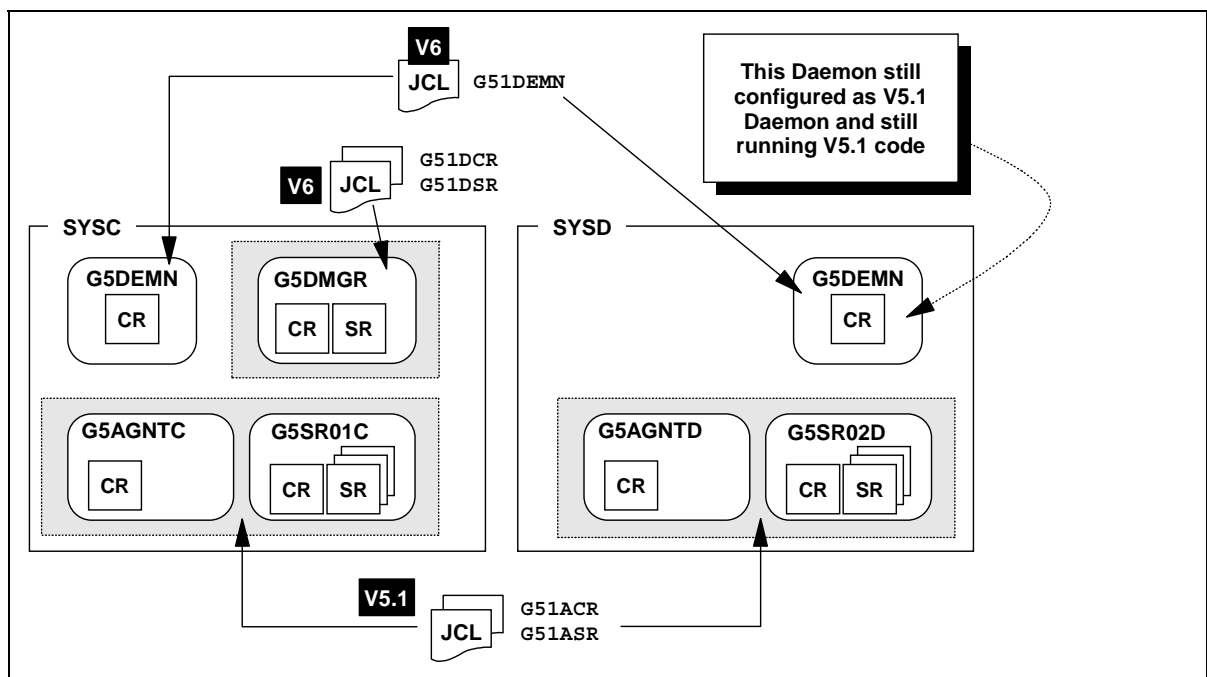 V6
JCL
G51DEMN
This Daemon still
configured as V5.1
Daemon and still
running V5.1 code
V6
JCL
G51DCR
G51DSR
SYSC
G5DEMN
CR
G5DMGR
CR
SR
G5AGNTC
CR
G5SR01C
CR
SR
SYSD
G5DEMN
CR
G5AGNTD
CR
G5SR02D
CR
SR
V5.1
JCL
G51ACR
G51ASR